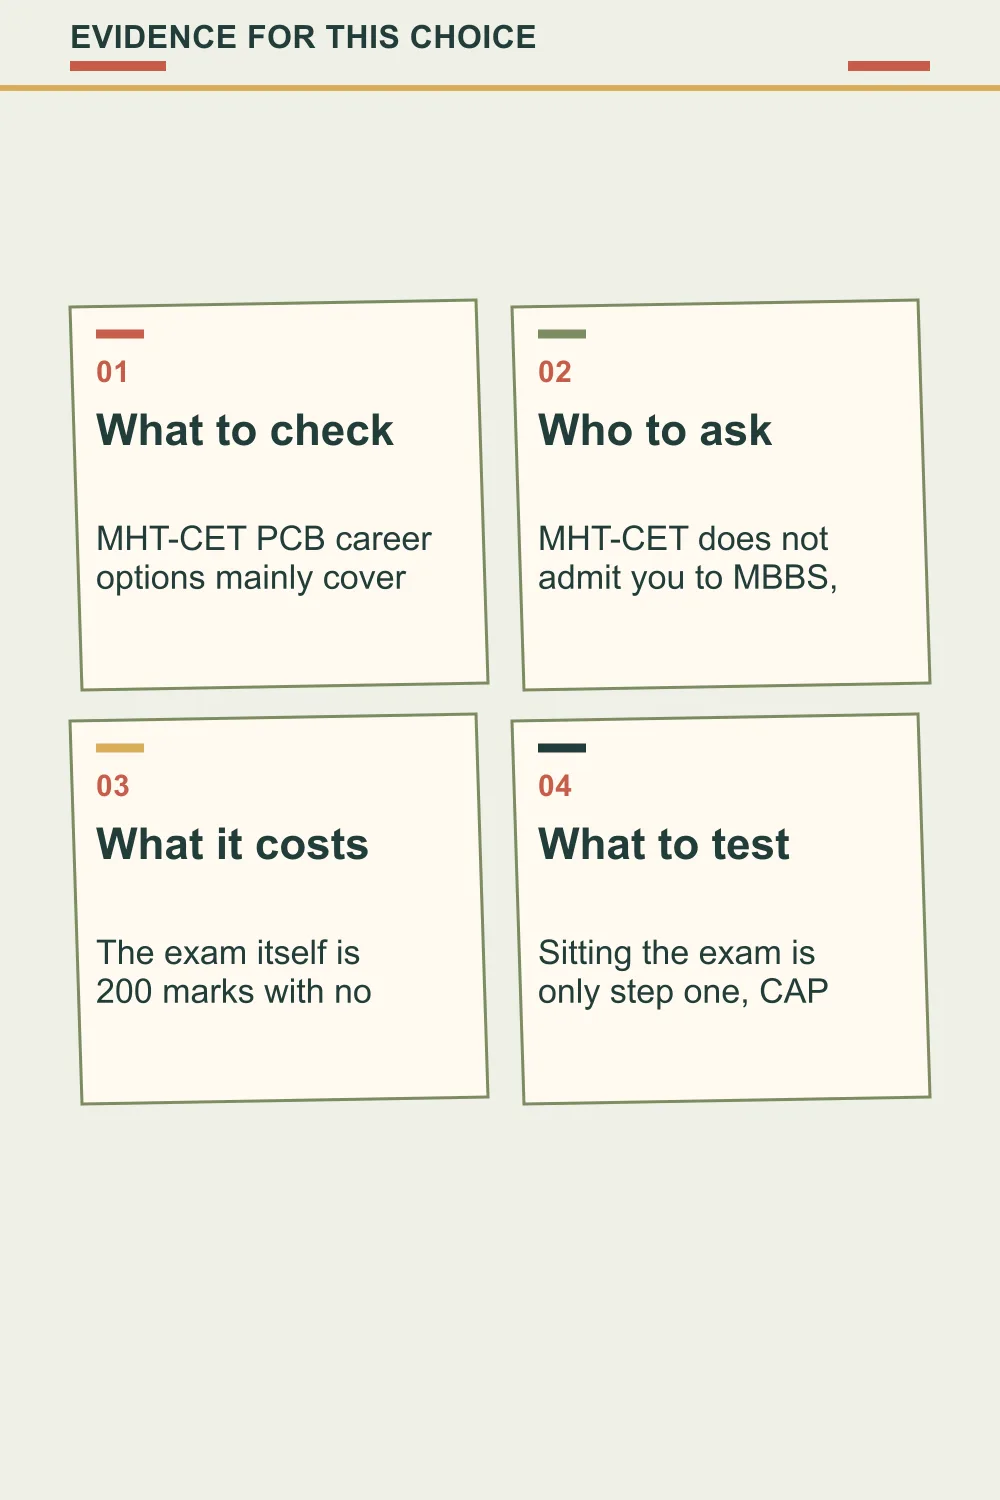 EVIDENCE FOR THIS CHOICE
01
What to check
MHT-CET PCB career
options mainly cover
02
Who to ask
MHT-CET does not
admit you to MBBS,
03
What it costs
The exam itself is
200 marks with no
04
What to test
Sitting the exam is
only step one, CAP